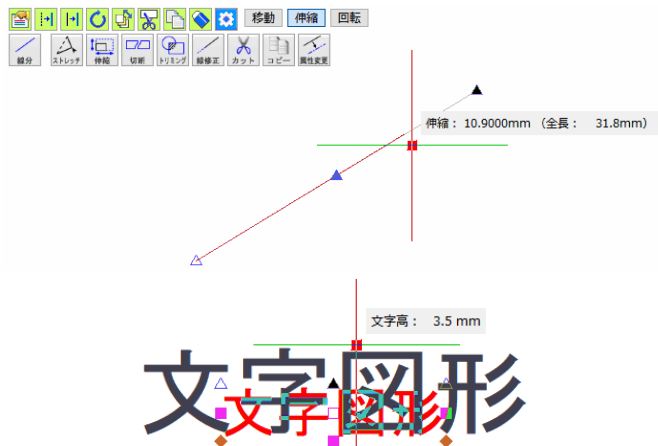 移動 伸縮 回転
線分 ストレッチ 伸縮 切断 トリミング 線修正 カット コピー 属性変更
伸縮： 10.9000mm （全長： 31.8mm）
文字高： 3.5 mm
文字図形
文字図形